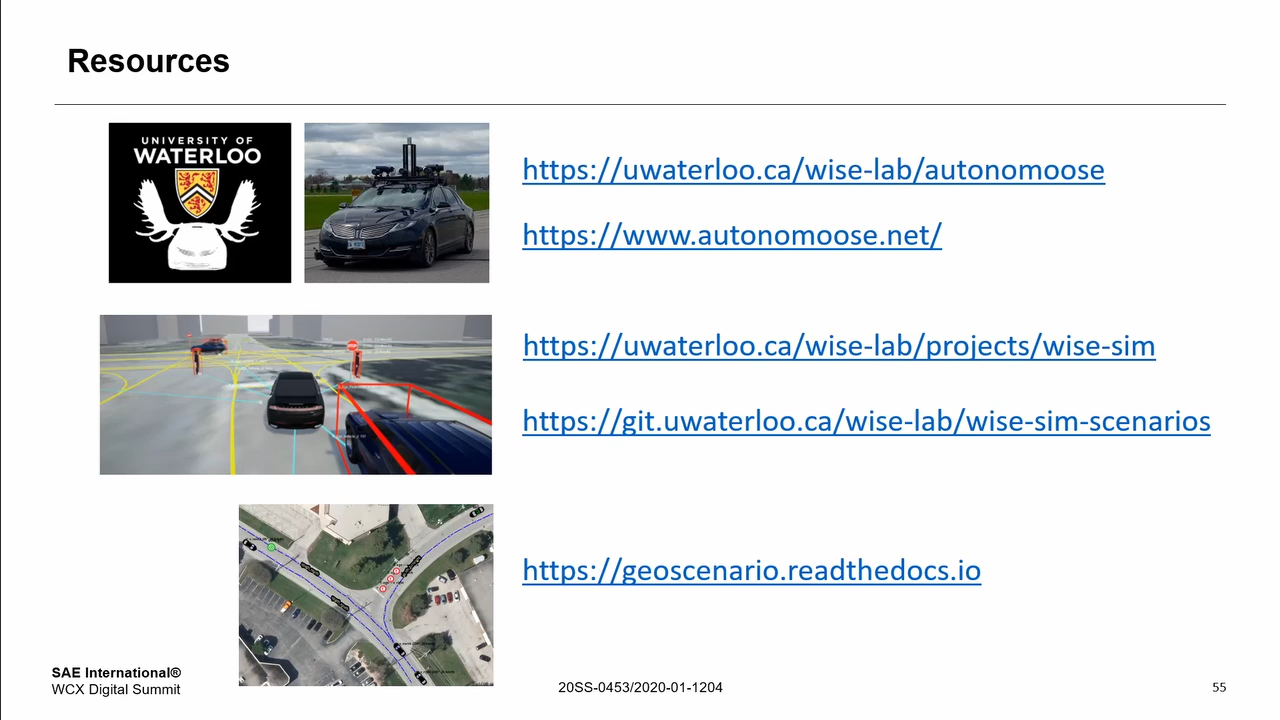 Resources
UNIVERSITY OF
WATERLOO
https://uwaterloo.ca/wise-lab/autonomoose
https://www.autonomoose.net/
https://uwaterloo.ca/wise-lab/projects/wise-sim
https://git.uwaterloo.ca/wise-lab/wise-sim-scenarios
https://geoscenario.readthedocs.io
SAE International®
WCX Digital Summit
20SS-0453/2020-01-1204
55